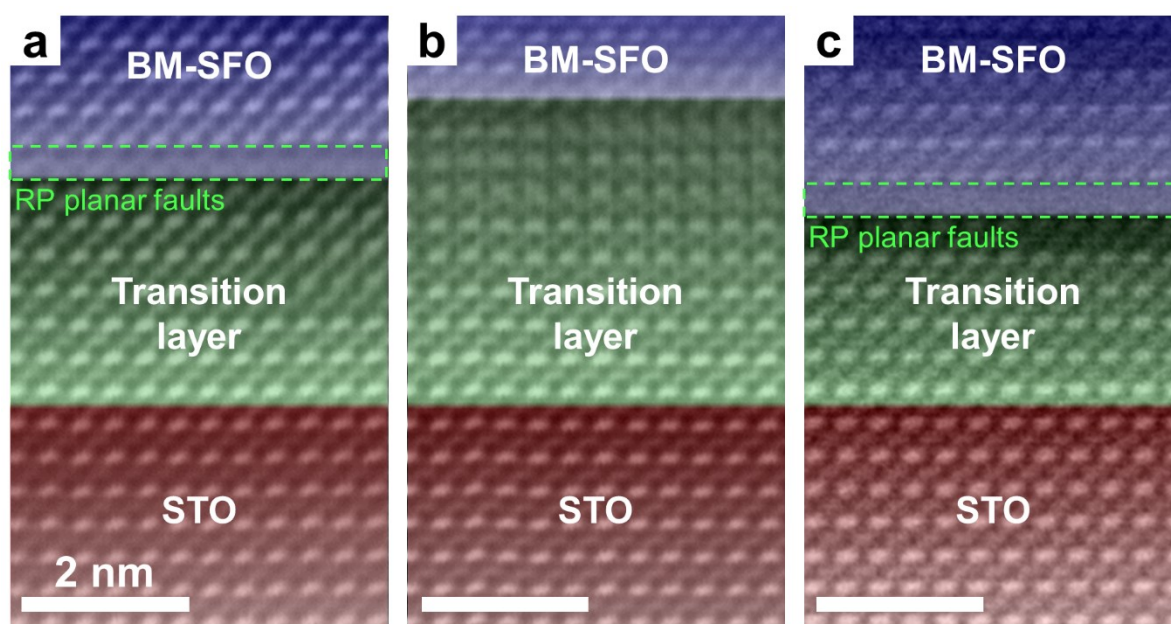 a
BM-SFO
RP planar faults
Transition
layer
STO
2 nm
b
BM-SFO
Transition
layer
STO
c
BM-SFO
RP planar faults
Transition
layer
STO